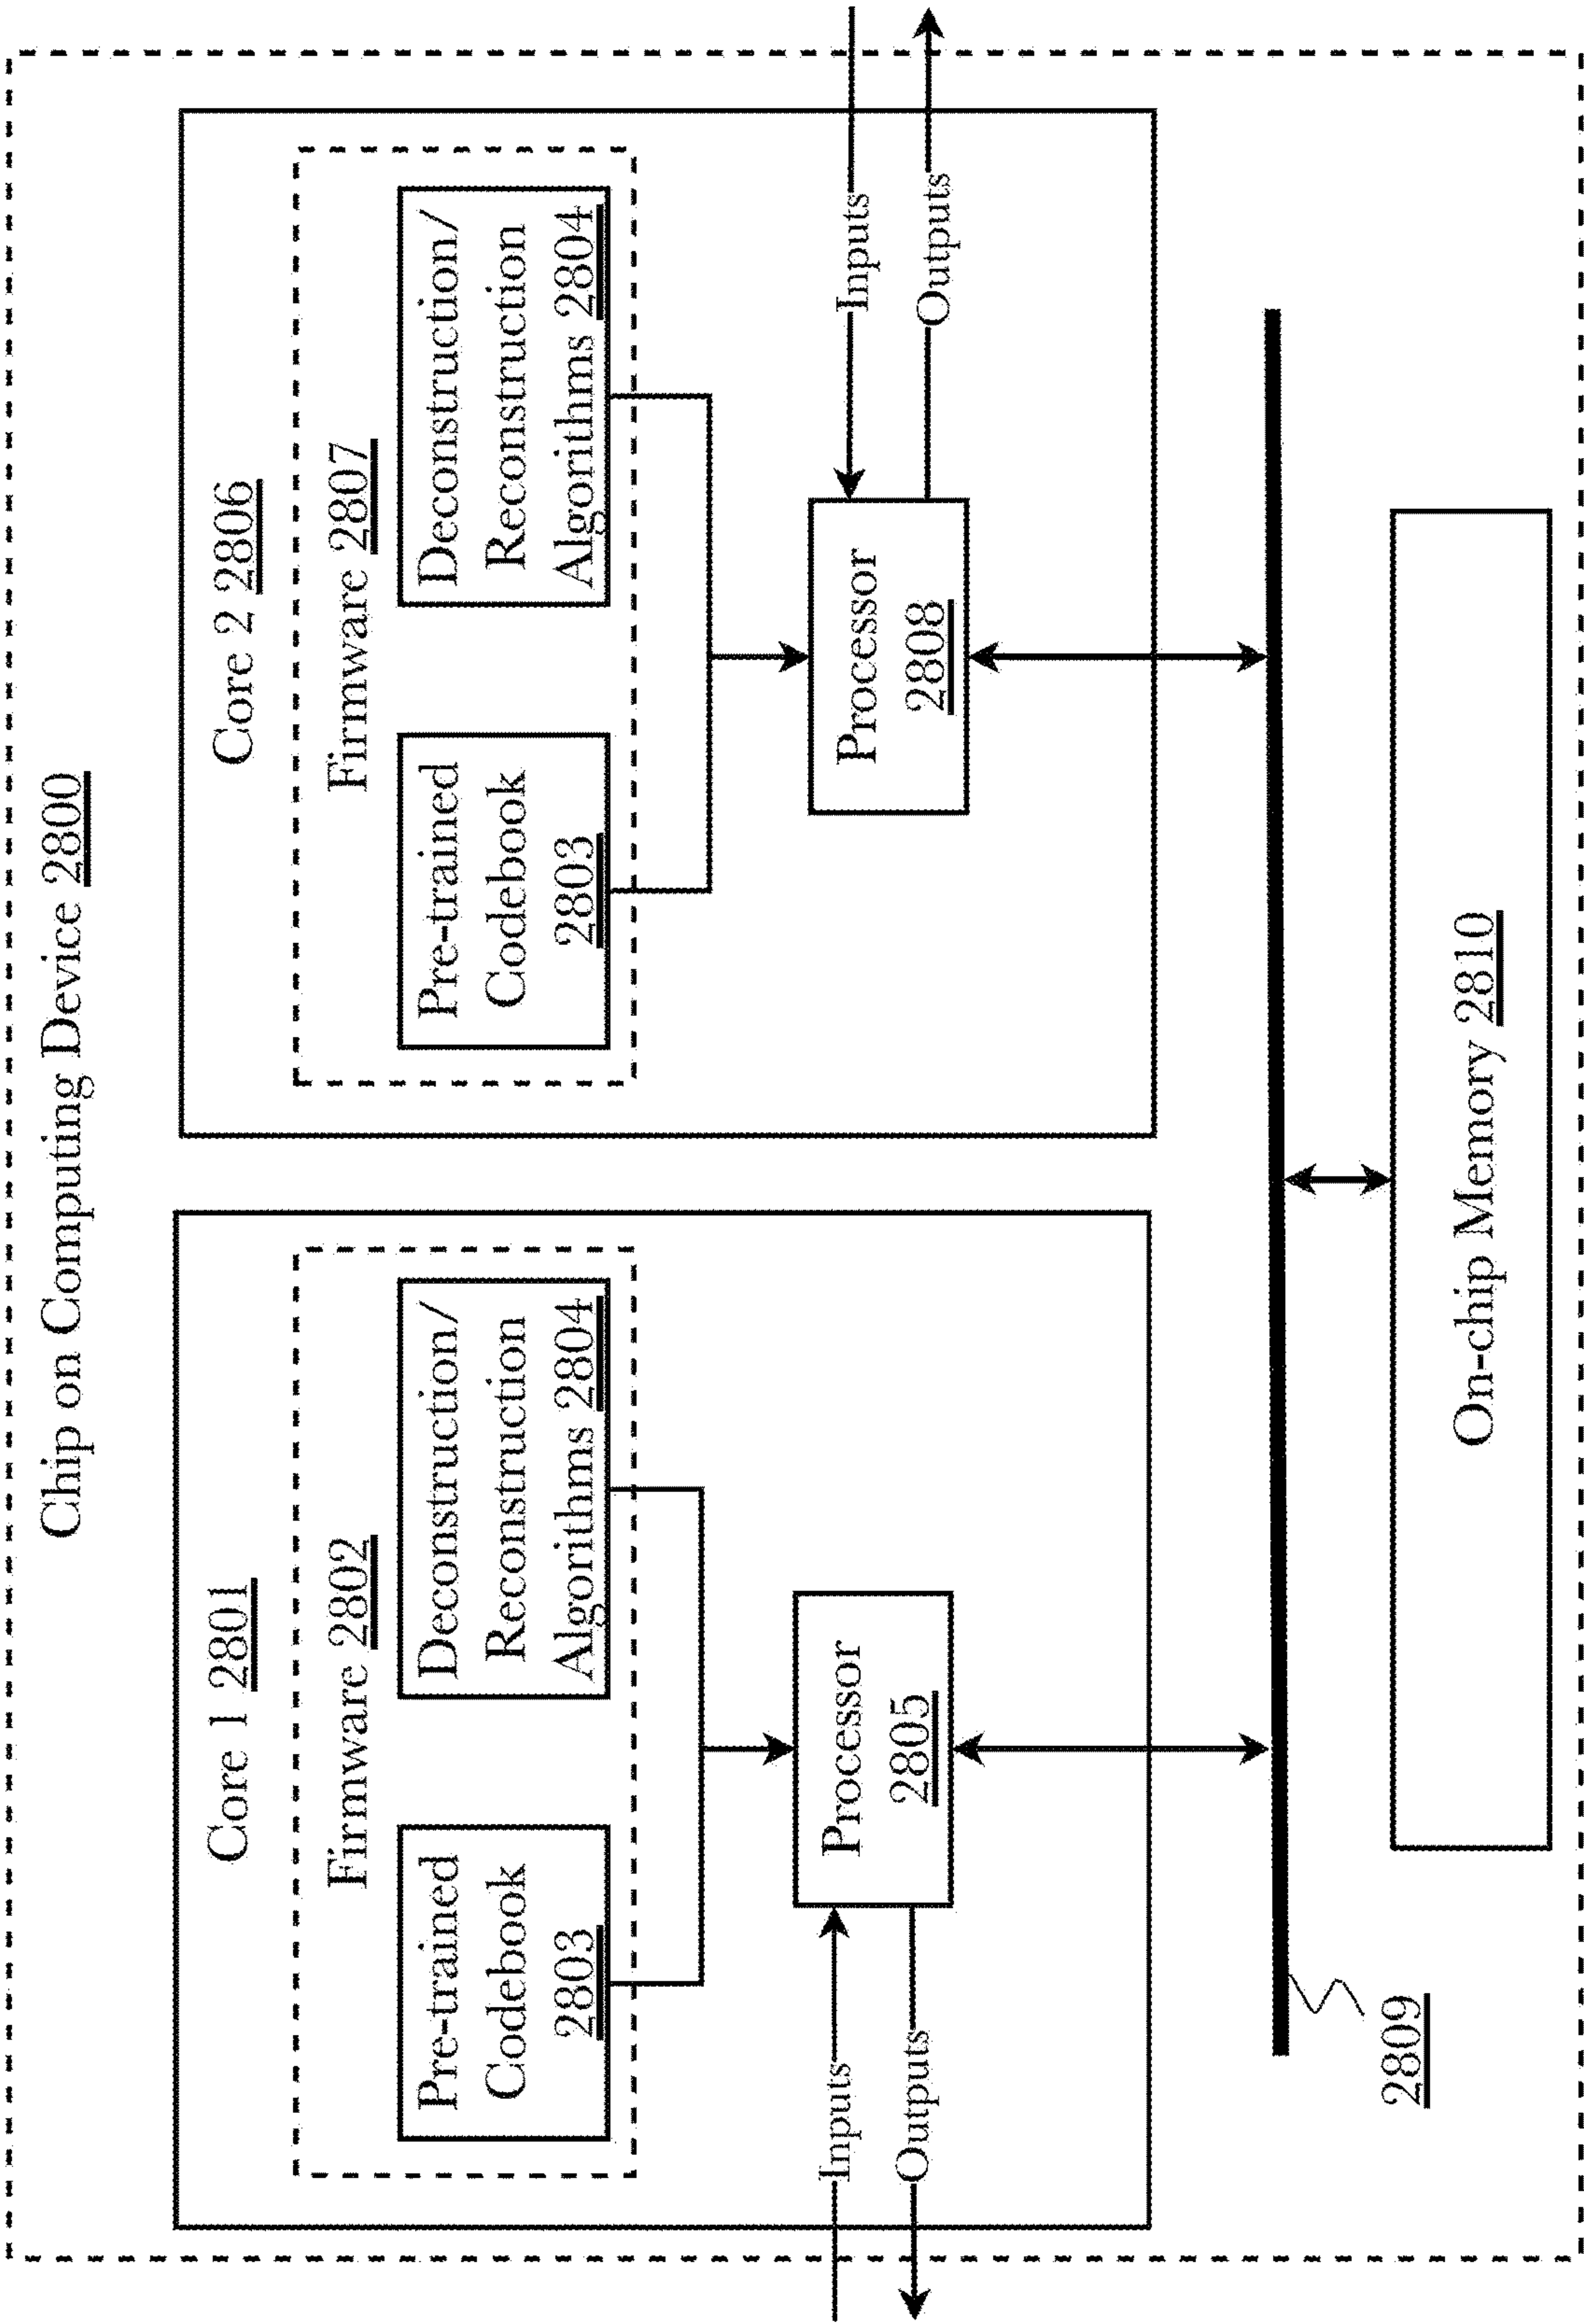 Chip on Computing Device 2800
Core 1 2801
Firmware 2802
Pre-trained
Codebook
2803
Deconstruction/
Reconstruction
Algorithms 2804
Processor
2805
Inputs
Outputs
Core 2 2806
Firmware 2807
Pre-trained
Codebook
2803
Deconstruction/
Reconstruction
Algorithms 2804
Processor
2808
Inputs
Outputs
2809
On-chip Memory 2810